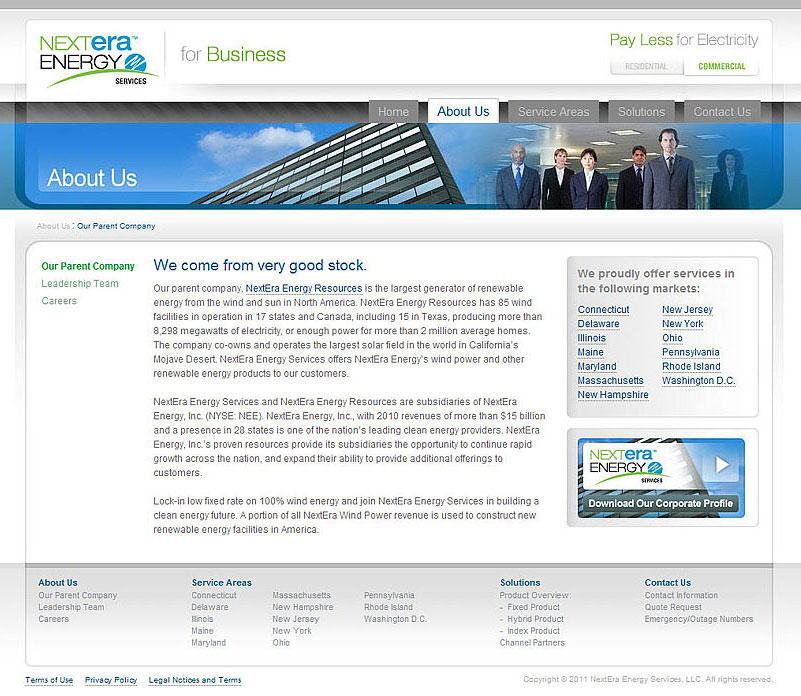 NEXTera™
ENERGY
SERVICES
for Business
Pay Less for Electricity
RESIDENTIAL
COMMERCIAL
Home
About Us
Service Areas
Solutions
Contact Us
About Us
About Us : Our Parent Company
Our Parent Company
Leadership Team
Careers
We come from very good stock.
Our parent company, NextEra Energy Resources is the largest generator of renewable
energy from the wind and sun in North America. NextEra Energy Resources has 85 wind
facilities in operation in 17 states and Canada, including 15 in Texas, producing more than
8,298 megawatts of electricity, or enough power for more than 2 million average homes.
The company co-owns and operates the largest solar field in the world in California's
Mojave Desert. NextEra Energy Services offers NextEra Energy's wind power and other
renewable energy products to our customers.
NextEra Energy Services and NextEra Energy Resources are subsidiaries of NextEra
Energy, Inc. (NYSE: NEE). NextEra Energy, Inc., with 2010 revenues of more than $15 billion
and a presence in 28 states is one of the nation's leading clean energy providers. NextEra
Energy, Inc.'s proven resources provide its subsidiaries the opportunity to continue rapid
growth across the nation, and expand their ability to provide additional offerings to
customers.
Lock-in low fixed rate on 100% wind energy and join NextEra Energy Services in building a
clean energy future. A portion of all NextEra Wind Power revenue is used to construct new
renewable energy facilities in America.
We proudly offer services in
the following markets:
Connecticut
Delaware
Illinois
Maine
Maryland
Massachusetts
New Hampshire
New Jersey
New York
Ohio
Pennsylvania
Rhode Island
Washington D.C.
NEXTera™
ENERGY
SERVICES
Download Our Corporate Profile
About Us
Our Parent Company
Leadership Team
Careers
Service Areas
Connecticut
Delaware
Illinois
Maine
Maryland
Massachusetts
New Hampshire
New Jersey
New York
Ohio
Pennsylvania
Rhode Island
Washington D.C.
Solutions
Product Overview:
- Fixed Product
- Hybrid Product
- Index Product
Channel Partners
Contact Us
Contact Information
Quote Request
Emergency/Outage Numbers
Terms of Use
Privacy Policy
Legal Notices and Terms
Copyright © 2011 NextEra Energy Services, LLC. All rights reserved.